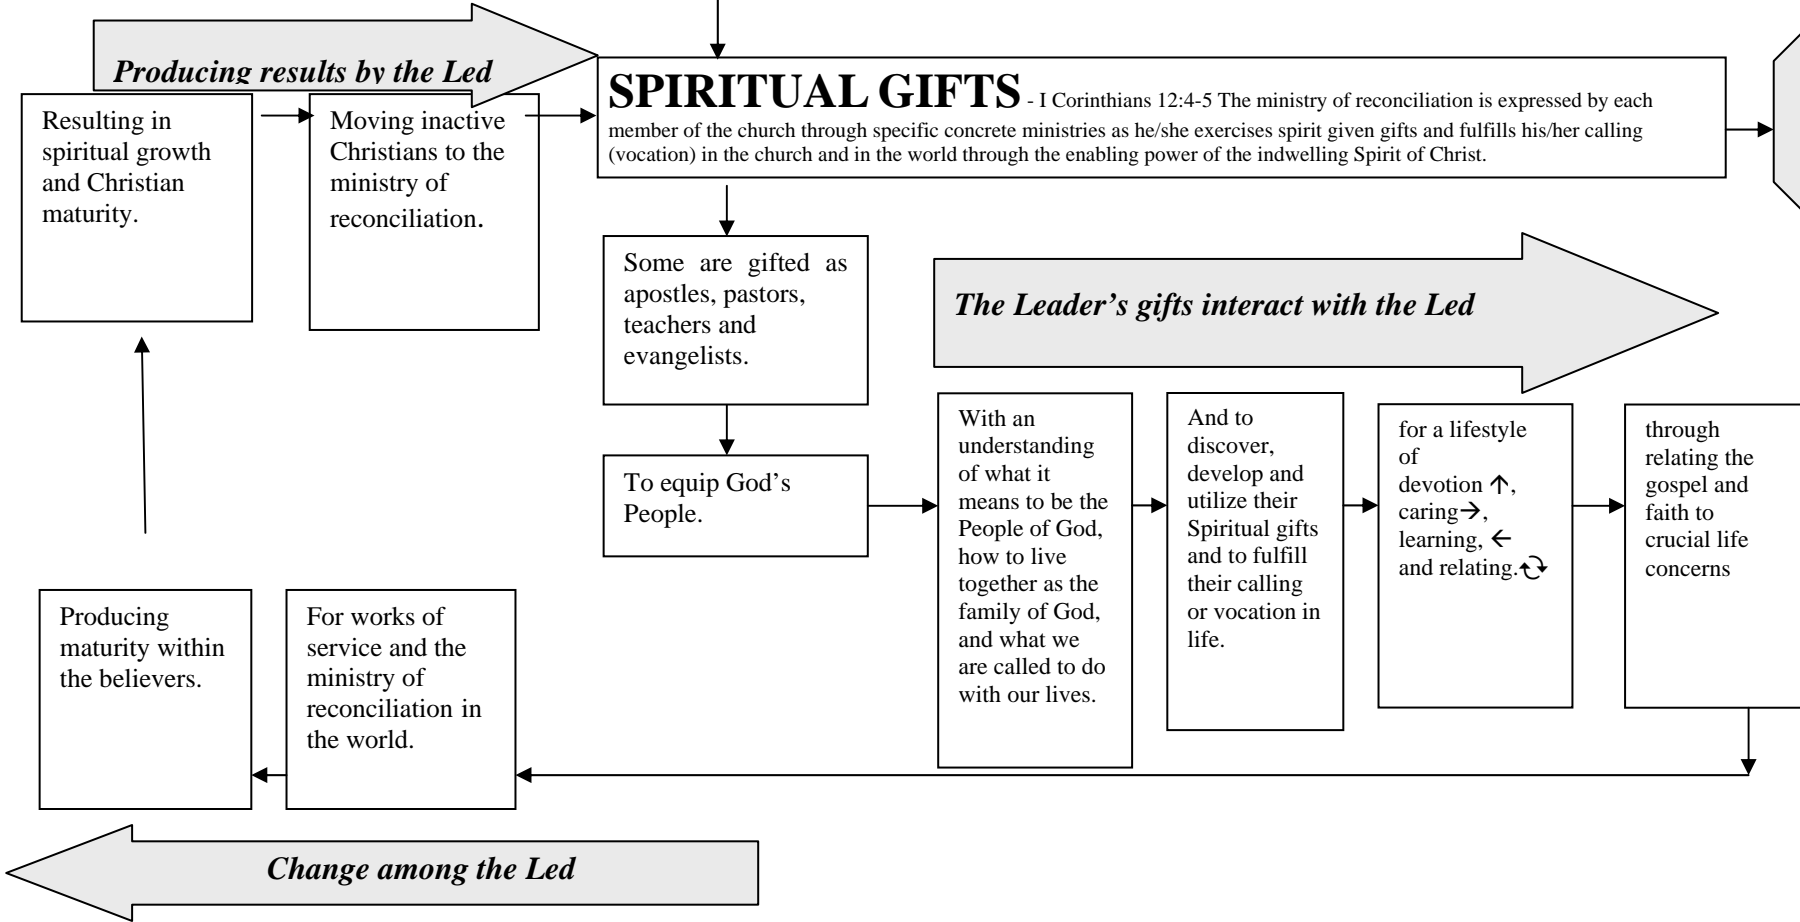 Producing results by the Led
SPIRITUAL GIFTS - I Corinthians 12:4-5 The ministry of reconciliation is expressed by each
member of the church through specific concrete ministries as he/she exercises spirit given gifts and fulfills his/her calling
(vocation) in the church and in the world through the enabling power of the indwelling Spirit of Christ.
Resulting in
spiritual growth
and Christian
maturity.
Moving inactive
Christians to the
ministry of
reconciliation.
Some are gifted as
apostles, pastors,
teachers and
evangelists.
The Leader’s gifts interact with the Led
To equip God’s
People.
With an
understanding
of what it
means to be the
People of God,
how to live
together as the
family of God,
and what we
are called to do
with our lives.
And to
discover,
develop and
utilize their
Spiritual gifts
and to fulfill
their calling
or vocation in
life.
for a lifestyle
of
devotion ↑,
caring→,
learning, ←
and relating.🗘
through
relating the
gospel and
faith to
crucial life
concerns
Producing
maturity within
the believers.
For works of
service and the
ministry of
reconciliation in
the world.
Change among the Led